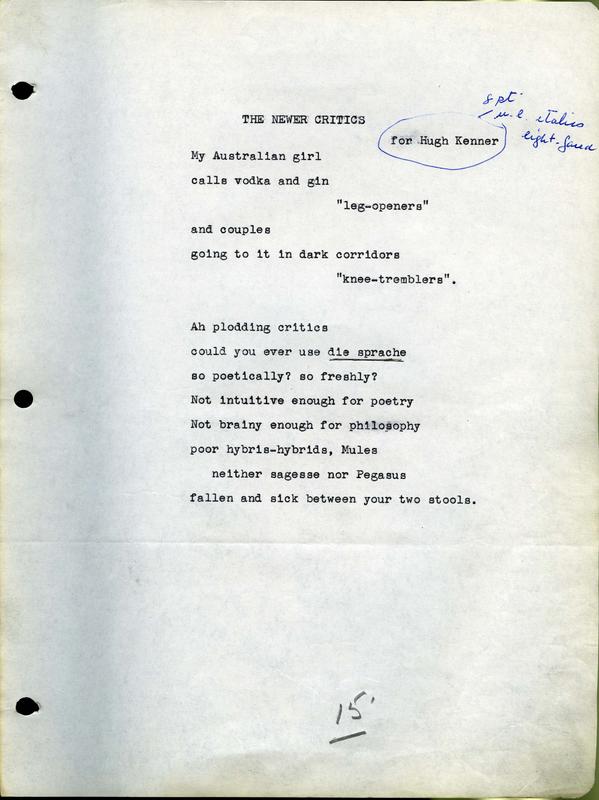 8 pt.
THE NEWER CRITICS
u.l. italics
for Hugh Kenner
light-faced
My Australian girl
calls vodka and gin
"leg-openers"
and couples
going to it in dark corridors
"knee-tremblers".
Ah plodding critics
could you ever use die sprache
so poetically? so freshly?
Not intuitive enough for poetry
Not brainy enough for philosophy
poor hybris-hybrids, Mules
neither sagesse nor Pegasus
fallen and sick between your two stools.
15